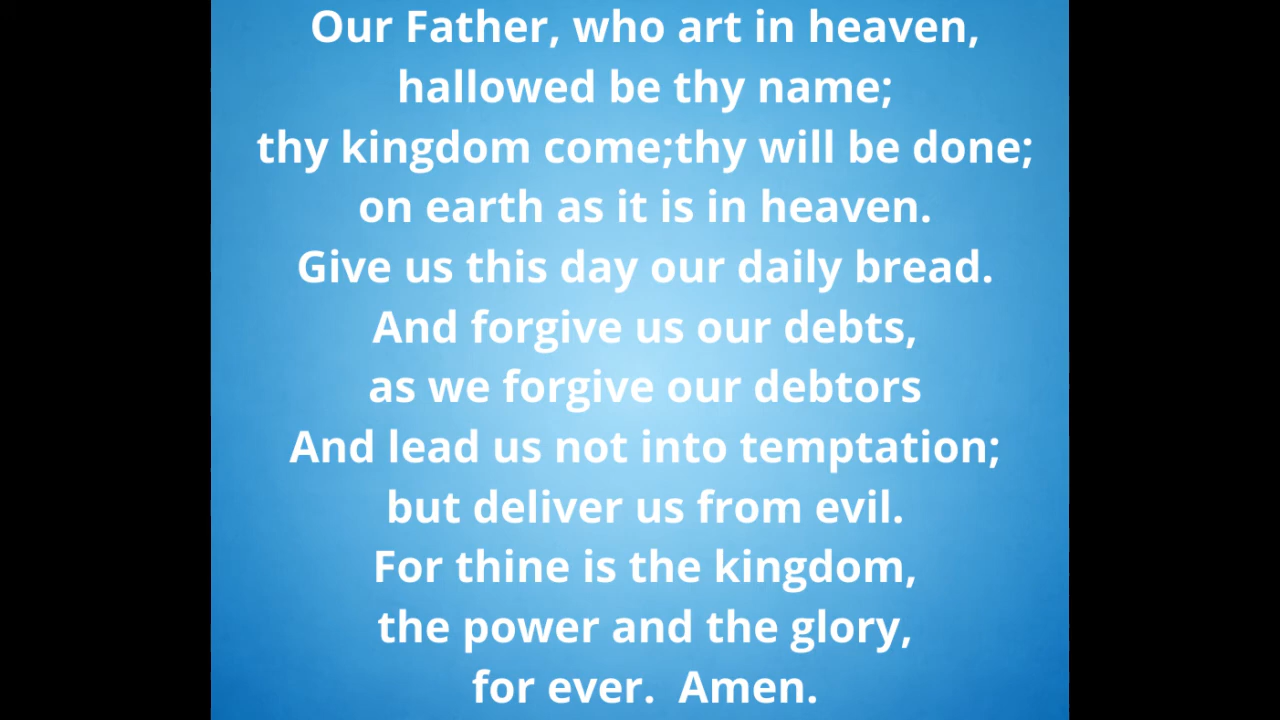 Our Father, who art in heaven,
hallowed be thy name;
thy kingdom come;thy will be done;
on earth as it is in heaven.
Give us this day our daily bread.
And forgive us our debts,
as we forgive our debtors
And lead us not into temptation;
but deliver us from evil.
For thine is the kingdom,
the power and the glory,
for ever.  Amen.